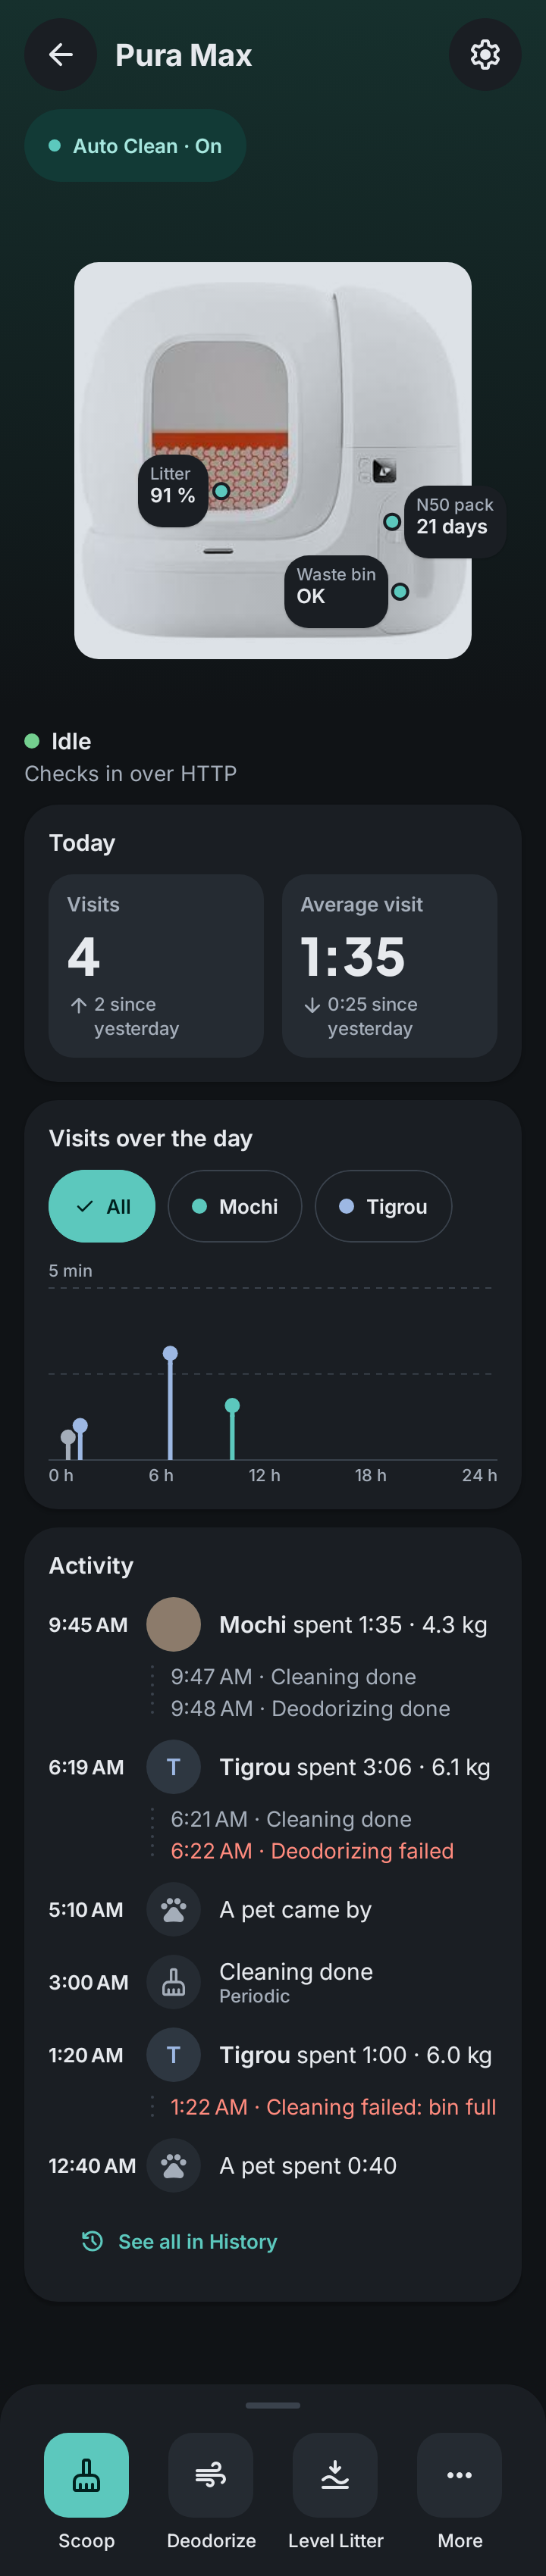 Pura Max
Auto Clean · On
Litter
91 %
N50 pack
21 days
Waste bin
OK
Idle
Checks in over HTTP
Today
Visits
4
2 since
yesterday
Average visit
1:35
0:25 since
yesterday
Visits over the day
All
Mochi
Tigrou
5 min
0 h
6 h
12 h
18 h
24 h
Activity
9:45 AM
Mochi spent 1:35 · 4.3 kg
9:47 AM · Cleaning done
9:48 AM · Deodorizing done
6:19 AM
T
Tigrou spent 3:06 · 6.1 kg
6:21 AM · Cleaning done
6:22 AM · Deodorizing failed
5:10 AM
A pet came by
3:00 AM
Cleaning done
Periodic
1:20 AM
T
Tigrou spent 1:00 · 6.0 kg
1:22 AM · Cleaning failed: bin full
12:40 AM
A pet spent 0:40
See all in History
Scoop
Deodorize
Level Litter
More